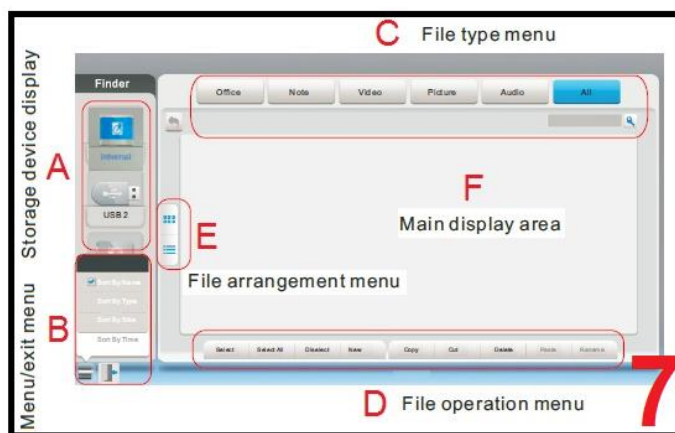 C File type menu
Storage device display
Finder
Office Note Video Picture Audio All
A
Internal
USB 2
F
Main display area
E
File arrangement menu
Menu/exit menu
B
Sort By Name
Sort By Type
Sort By Size
Sort By Time
Select Select All Diselect New Copy Cut Delete Paste Rename
D File operation menu
7